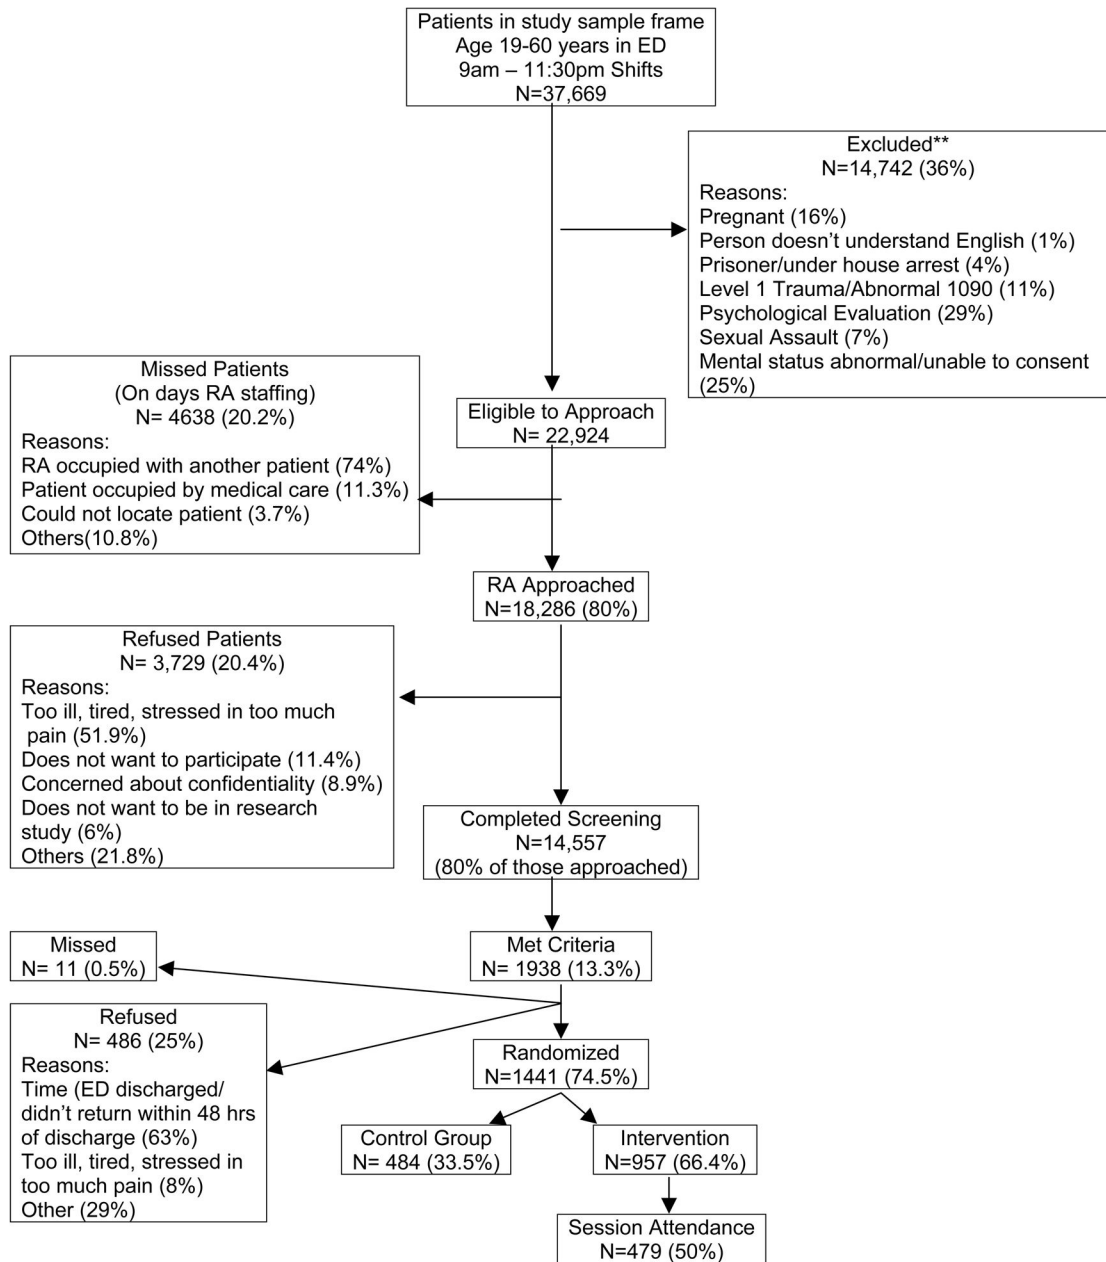 Patients in study sample frame
Age 19-60 years in ED
9am – 11:30pm Shifts
N=37,669
Excluded**
N=14,742 (36%)
Reasons:
Pregnant (16%)
Person doesn’t understand English (1%)
Prisoner/under house arrest (4%)
Level 1 Trauma/Abnormal 1090 (11%)
Psychological Evaluation (29%)
Sexual Assault (7%)
Mental status abnormal/unable to consent
(25%)
Missed Patients
(On days RA staffing)
N= 4638 (20.2%)
Reasons:
RA occupied with another patient (74%)
Patient occupied by medical care (11.3%)
Could not locate patient (3.7%)
Others(10.8%)
Eligible to Approach
N= 22,924
RA Approached
N=18,286 (80%)
Refused Patients
N= 3,729 (20.4%)
Reasons:
Too ill, tired, stressed in too much
pain (51.9%)
Does not want to participate (11.4%)
Concerned about confidentiality (8.9%)
Does not want to be in research
study (6%)
Others (21.8%)
Completed Screening
N=14,557
(80% of those approached)
Met Criteria
N= 1938 (13.3%)
Missed
N= 11 (0.5%)
Refused
N= 486 (25%)
Reasons:
Time (ED discharged/
didn’t return within 48 hrs
of discharge (63%)
Too ill, tired, stressed in
too much pain (8%)
Other (29%)
Randomized
N=1441 (74.5%)
Control Group
N= 484 (33.5%)
Intervention
N=957 (66.4%)
Session Attendance
N=479 (50%)